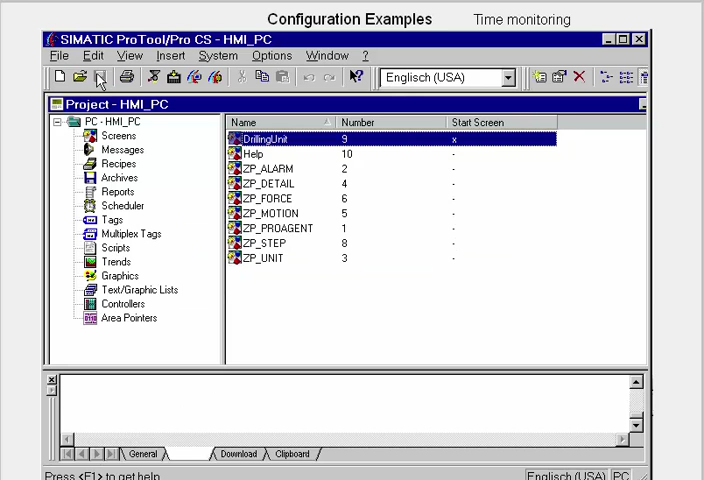 Configuration Examples Time monitoring
SIMATIC ProTool/Pro CS - HMI_PC
File Edit View Insert System Options Window ?
Englisch (USA)
Project - HMI_PC
PC - HMI_PC
Screens
Messages
Recipes
Archives
Reports
Scheduler
Tags
Multiplex Tags
Scripts
Trends
Graphics
Text/Graphic Lists
Controllers
Area Pointers
Name Number Start Screen
DrillingUnit 9 x
Help 10 -
ZP_ALARM 2 -
ZP_DETAIL 4 -
ZP_FORCE 6 -
ZP_MOTION 5 -
ZP_PROAGENT 1 -
ZP_STEP 8 -
ZP_UNIT 3 -
General Download Clipboard
Press <F1> to get help. Englisch (USA) PC